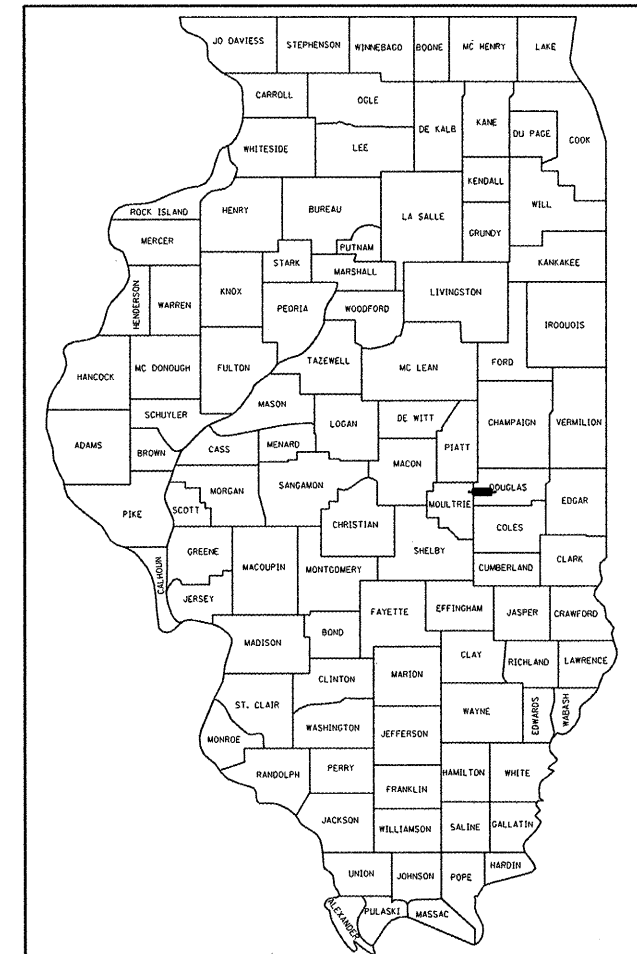 JO DAVIESS
STEPHENSON
WINNEBAGO
BOONE
MC HENRY
LAKE
CARROLL
OGLE
DE KALB
KANE
DU PAGE
COOK
WHITESIDE
LEE
KENDALL
WILL
ROCK ISLAND
HENRY
BUREAU
LA SALLE
GRUNDY
MERCER
PUTNAM
STARK
MARSHALL
KANKAKEE
HENDERSON
WARREN
KNOX
PEORIA
WOODFORD
LIVINGSTON
IROQUOIS
HANCOCK
MC DONOUGH
FULTON
TAZEWELL
MC LEAN
FORD
SCHUYLER
MASON
LOGAN
DE WITT
CHAMPAIGN
VERMILION
ADAMS
BROWN
CASS
MENARD
PIATT
MACON
PIKE
SCOTT
MORGAN
SANGAMON
CHRISTIAN
MOULTRIE
DOUGLAS
EDGAR
COLES
CALHOUN
GREENE
MACOUPIN
MONTGOMERY
SHELBY
CUMBERLAND
CLARK
JERSEY
FAYETTE
EFFINGHAM
JASPER
CRAWFORD
MADISON
BOND
CLAY
RICHLAND
LAWRENCE
CLINTON
MARION
ST. CLAIR
WAYNE
EDWARDS
WABASH
MONROE
WASHINGTON
JEFFERSON
RANDOLPH
PERRY
FRANKLIN
HAMILTON
WHITE
JACKSON
WILLIAMSON
SALINE
GALLATIN
UNION
JOHNSON
POPE
HARDIN
ALEXANDER
PULASKI
MASSAC